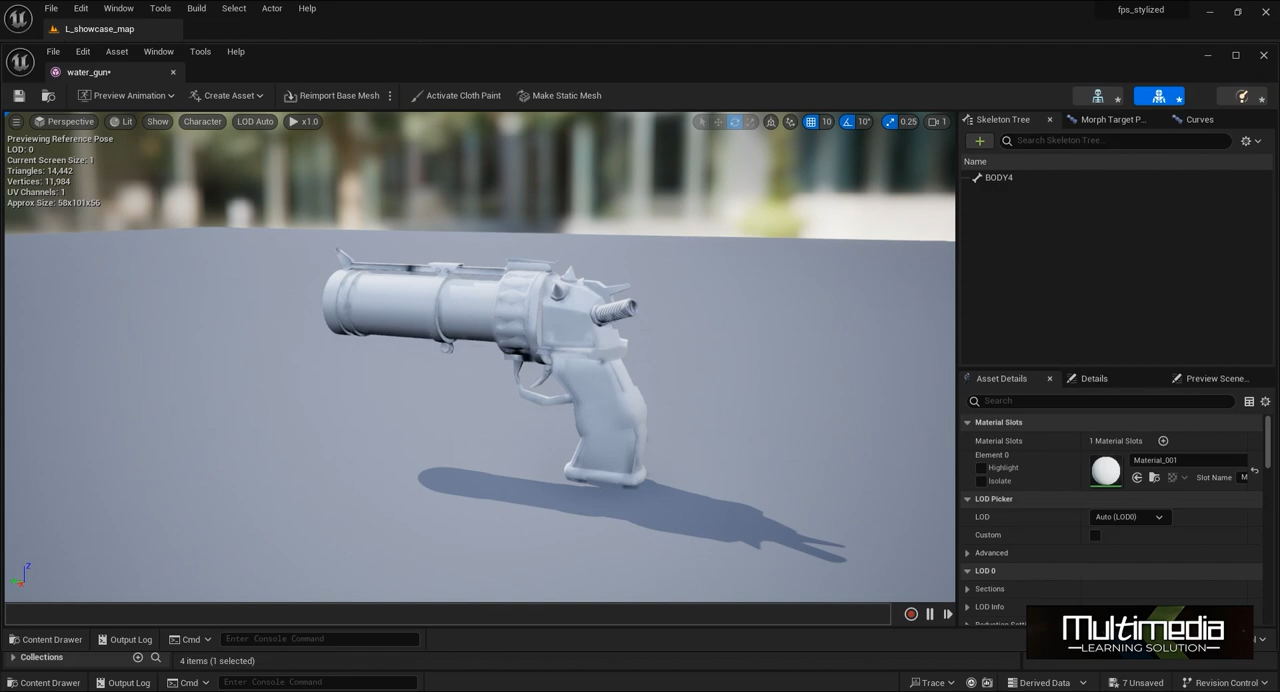 File Edit Window Tools Build Select Actor Help
fps_stylized
L_showcase_map
File Edit Asset Window Tools Help
water_gun•
Preview Animation Create Asset Reimport Base Mesh Activate Cloth Paint Make Static Mesh
Perspective Lit Show Character LOD Auto x1.0 10 10° 0.25 1
Previewing Reference Pose
LOD: 0
Current Screen Size: 1
Triangles: 14,442
Vertices: 11,984
UV Channels: 1
Approx Size: 58x101x56
Z
Skeleton Tree Morph Target P... Curves
Search Skeleton Tree...
Name
BODY4
Asset Details Details Preview Scene...
Search
Material Slots
Material Slots 1 Material Slots
Element 0
Highlight
Isolate
Material_001
Slot Name M
LOD Picker
LOD Auto (LOD0)
Custom
Advanced
LOD 0
Sections
LOD Info
Multimedia
—LEARNING SOLUTION—
Content Drawer Output Log Cmd Enter Console Command
Collections 4 items (1 selected)
Content Drawer Output Log Cmd Enter Console Command Trace Derived Data 7 Unsaved Revision Control